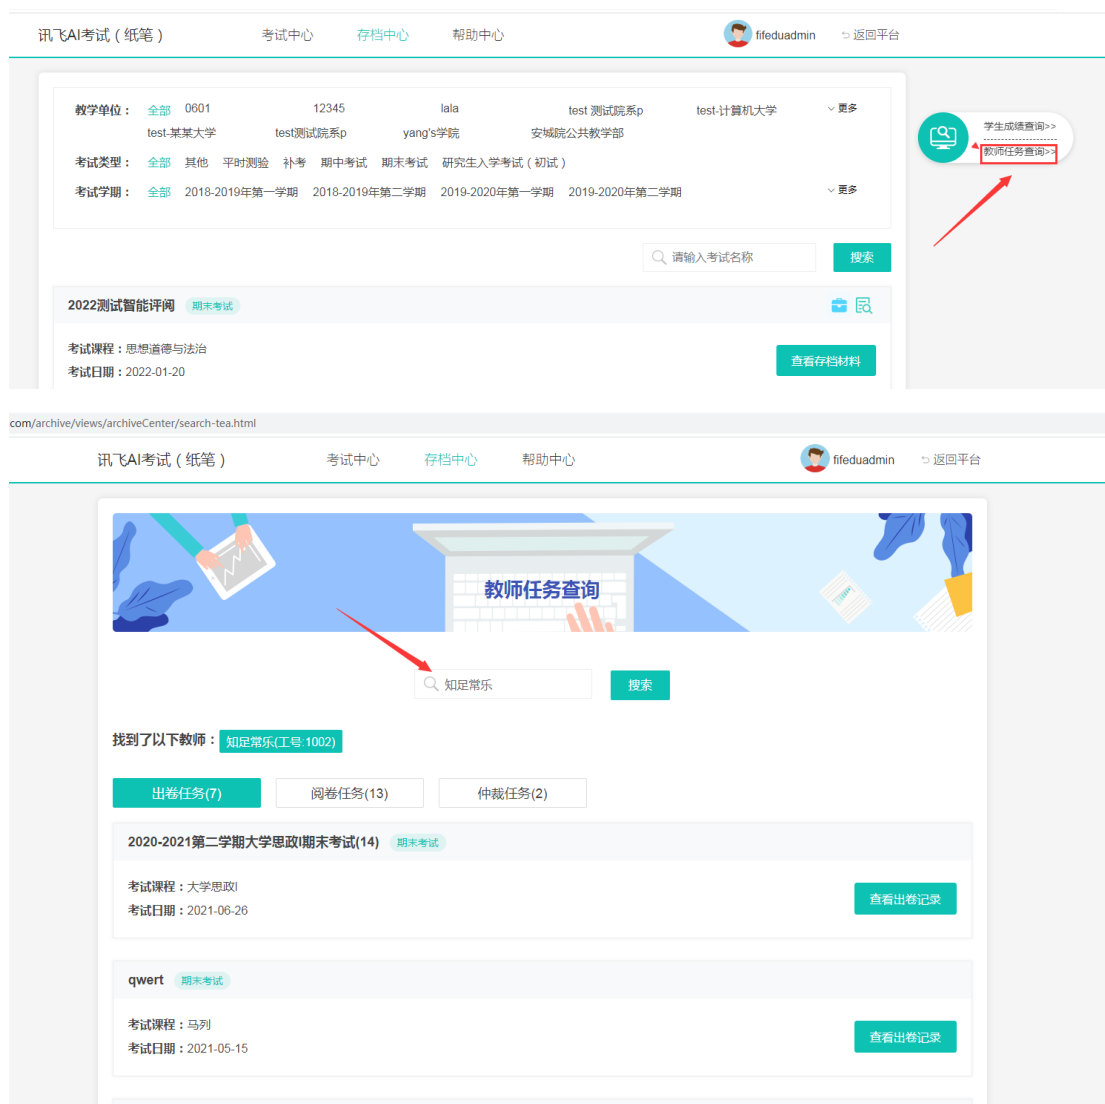 讯飞AI考试（纸笔） 考试中心 存档中心 帮助中心 fifeduadmin 返回平台
教学单位： 全部 0601 12345 lala test 测试院系p test-计算机大学 更多
test-某某大学 test测试院系p yang's学院 安城院公共教学部
考试类型： 全部 其他 平时测验 补考 期中考试 期末考试 研究生入学考试（初试）
考试学期： 全部 2018-2019年第一学期 2018-2019年第二学期 2019-2020年第一学期 2019-2020年第二学期 更多
学生成绩查询>>
教师任务查询>>
请输入考试名称 搜索
2022测试智能评阅 期末考试
考试课程：思想道德与法治
考试日期：2022-01-20
查看存档材料
com/archive/views/archiveCenter/search-tea.html
讯飞AI考试（纸笔） 考试中心 存档中心 帮助中心 fifeduadmin 返回平台
教师任务查询
知足常乐 搜索
找到了以下教师： 知足常乐(工号:1002)
出卷任务(7) 阅卷任务(13) 仲裁任务(2)
2020-2021第二学期大学思政I期末考试(14) 期末考试
考试课程：大学思政I
考试日期：2021-06-26
查看出卷记录
qwert 期末考试
考试课程：马列
考试日期：2021-05-15
查看出卷记录